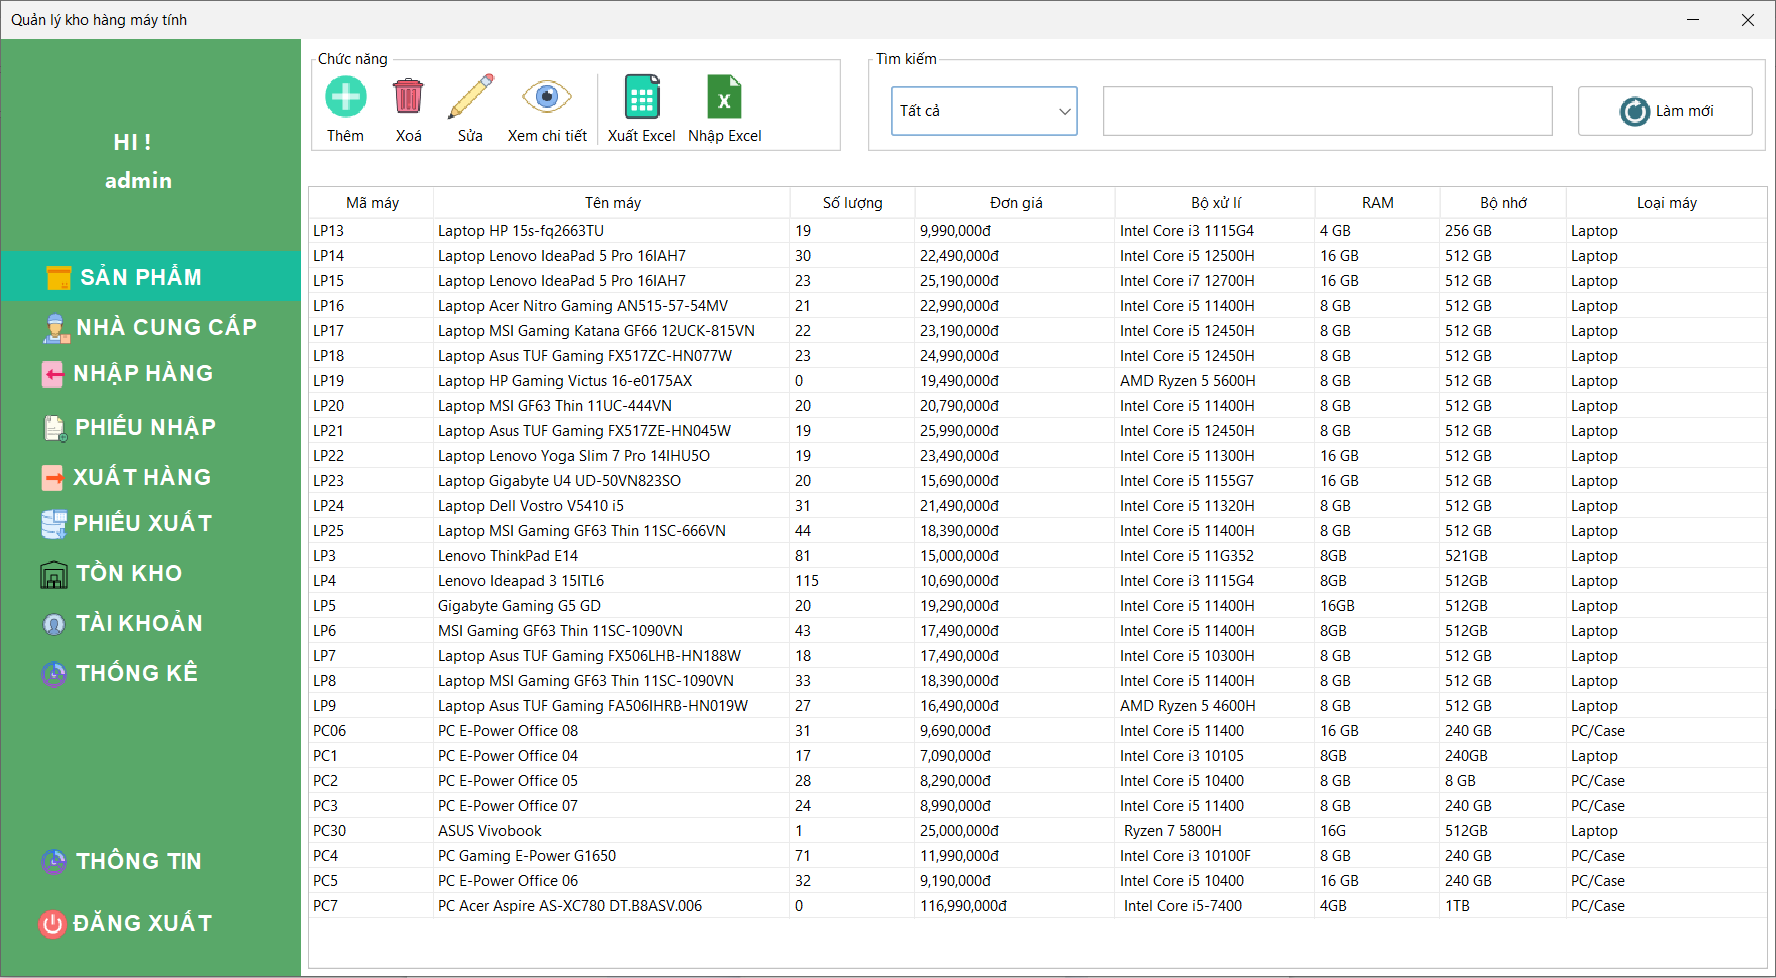 Quản lý kho hàng máy tính
HI !
admin
SẢN PHẨM
NHÀ CUNG CẤP
NHẬP HÀNG
PHIẾU NHẬP
XUẤT HÀNG
PHIẾU XUẤT
TỒN KHO
TÀI KHOẢN
THỐNG KÊ
THÔNG TIN
ĐĂNG XUẤT
Chức năng
Thêm Xoá Sửa Xem chi tiết Xuất Excel Nhập Excel
Tìm kiếm
Tất cả Làm mới
Mã máy Tên máy Số lượng Đơn giá Bộ xử lí RAM Bộ nhớ Loại máy
LP13 Laptop HP 15s-fq2663TU 19 9,990,000đ Intel Core i3 1115G4 4 GB 256 GB Laptop
LP14 Laptop Lenovo IdeaPad 5 Pro 16IAH7 30 22,490,000đ Intel Core i5 12500H 16 GB 512 GB Laptop
LP15 Laptop Lenovo IdeaPad 5 Pro 16IAH7 23 25,190,000đ Intel Core i7 12700H 16 GB 512 GB Laptop
LP16 Laptop Acer Nitro Gaming AN515-57-54MV 21 22,990,000đ Intel Core i5 11400H 8 GB 512 GB Laptop
LP17 Laptop MSI Gaming Katana GF66 12UCK-815VN 22 23,190,000đ Intel Core i5 12450H 8 GB 512 GB Laptop
LP18 Laptop Asus TUF Gaming FX517ZC-HN077W 23 24,990,000đ Intel Core i5 12450H 8 GB 512 GB Laptop
LP19 Laptop HP Gaming Victus 16-e0175AX 0 19,490,000đ AMD Ryzen 5 5600H 8 GB 512 GB Laptop
LP20 Laptop MSI GF63 Thin 11UC-444VN 20 20,790,000đ Intel Core i5 11400H 8 GB 512 GB Laptop
LP21 Laptop Asus TUF Gaming FX517ZE-HN045W 19 25,990,000đ Intel Core i5 12450H 8 GB 512 GB Laptop
LP22 Laptop Lenovo Yoga Slim 7 Pro 14IHU5O 19 23,490,000đ Intel Core i5 11300H 16 GB 512 GB Laptop
LP23 Laptop Gigabyte U4 UD-50VN823SO 20 15,690,000đ Intel Core i5 1155G7 16 GB 512 GB Laptop
LP24 Laptop Dell Vostro V5410 i5 31 21,490,000đ Intel Core i5 11320H 8 GB 512 GB Laptop
LP25 Laptop MSI Gaming GF63 Thin 11SC-666VN 44 18,390,000đ Intel Core i5 11400H 8 GB 512 GB Laptop
LP3 Lenovo ThinkPad E14 81 15,000,000đ Intel Core i5 11G352 8GB 521GB Laptop
LP4 Lenovo Ideapad 3 15ITL6 115 10,690,000đ Intel Core i3 1115G4 8GB 512GB Laptop
LP5 Gigabyte Gaming G5 GD 20 19,290,000đ Intel Core i5 11400H 16GB 512GB Laptop
LP6 MSI Gaming GF63 Thin 11SC-1090VN 43 17,490,000đ Intel Core i5 11400H 8GB 512GB Laptop
LP7 Laptop Asus TUF Gaming FX506LHB-HN188W 18 17,490,000đ Intel Core i5 10300H 8 GB 512 GB Laptop
LP8 Laptop MSI Gaming GF63 Thin 11SC-1090VN 33 18,390,000đ Intel Core i5 11400H 8 GB 512 GB Laptop
LP9 Laptop Asus TUF Gaming FA506IHRB-HN019W 27 16,490,000đ AMD Ryzen 5 4600H 8 GB 512 GB Laptop
PC06 PC E-Power Office 08 31 9,690,000đ Intel Core i5 11400 16 GB 240 GB PC/Case
PC1 PC E-Power Office 04 17 7,090,000đ Intel Core i3 10105 8GB 240GB Laptop
PC2 PC E-Power Office 05 28 8,290,000đ Intel Core i5 10400 8 GB 8 GB PC/Case
PC3 PC E-Power Office 07 24 8,990,000đ Intel Core i5 11400 8 GB 240 GB PC/Case
PC30 ASUS Vivobook 1 25,000,000đ Ryzen 7 5800H 16G 512GB Laptop
PC4 PC Gaming E-Power G1650 71 11,990,000đ Intel Core i3 10100F 8 GB 240 GB PC/Case
PC5 PC E-Power Office 06 32 9,190,000đ Intel Core i5 10400 16 GB 240 GB PC/Case
PC7 PC Acer Aspire AS-XC780 DT.B8ASV.006 0 116,990,000đ Intel Core i5-7400 4GB 1TB PC/Case